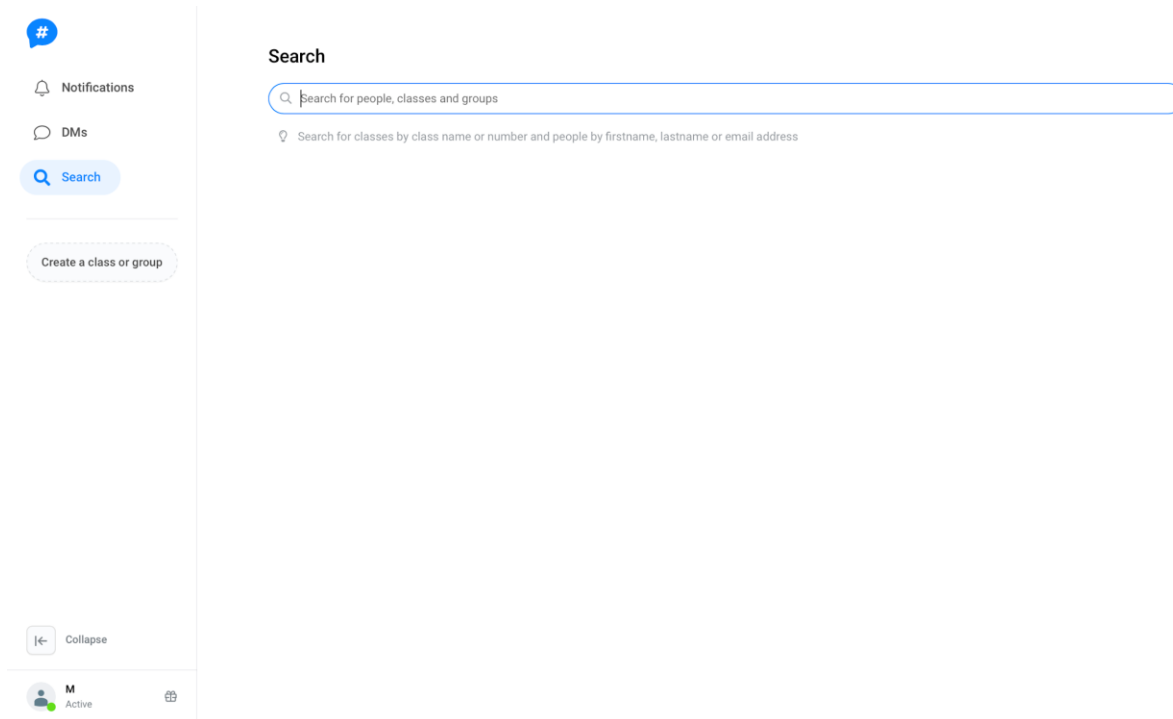 #
Notifications
DMs
Search
Create a class or group
Collapse
M
Active
Search
Search for people, classes and groups
Search for classes by class name or number and people by firstname, lastname or email address